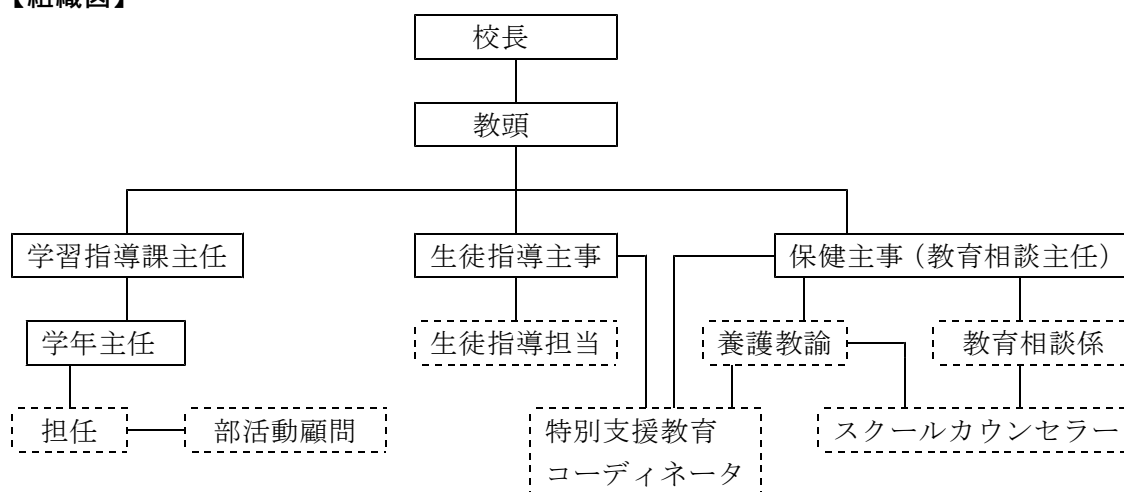 【組織図】
校長
教頭
学習指導課主任
生徒指導主事
保健主事（教育相談主任）
学年主任
生徒指導担当
養護教諭
教育相談係
担任
部活動顧問
特別支援教育
コーディネータ
スクールカウンセラー